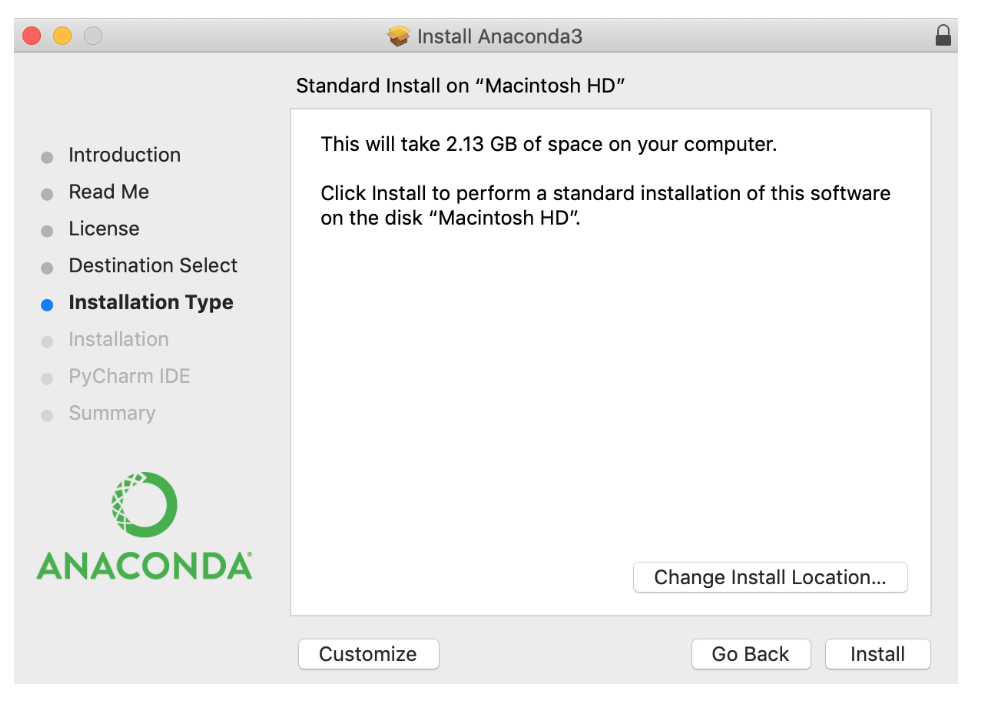 Install Anaconda3
Standard Install on “Macintosh HD”
Introduction
Read Me
License
Destination Select
Installation Type
Installation
PyCharm IDE
Summary
ANACONDA®
This will take 2.13 GB of space on your computer.
Click Install to perform a standard installation of this software
on the disk “Macintosh HD”.
Change Install Location...
Customize
Go Back
Install